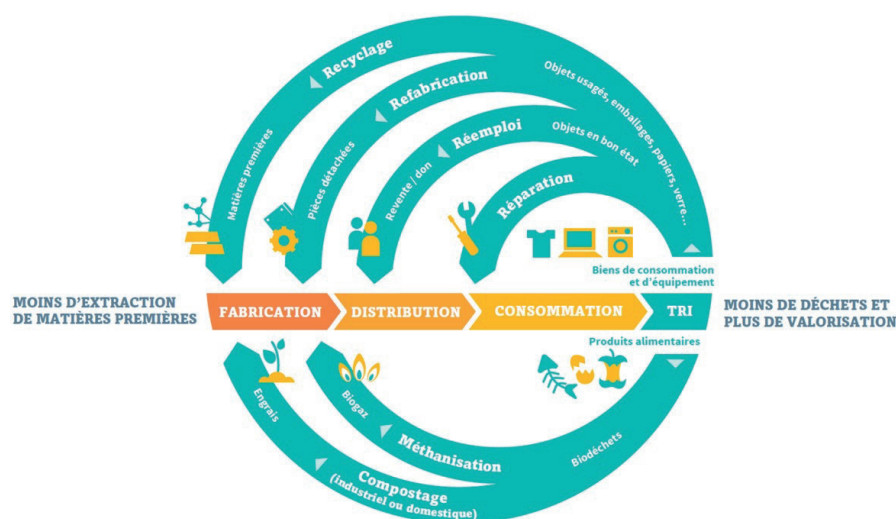 Recyclage
Matières premières
Refabrication
Pièces détachées
Objets usagés, emballages, papiers, verre...
Réemploi
Revente / don
Objets en bon état
Réparation
Biens de consommation
et d'équipement
MOINS D'EXTRACTION
DE MATIÈRES PREMIÈRES
FABRICATION
DISTRIBUTION
CONSOMMATION
TRI
MOINS DE DÉCHETS ET
PLUS DE VALORISATION
Produits alimentaires
Engrais
Biogaz
Méthanisation
Biodéchets
Compostage
(industriel ou domestique)